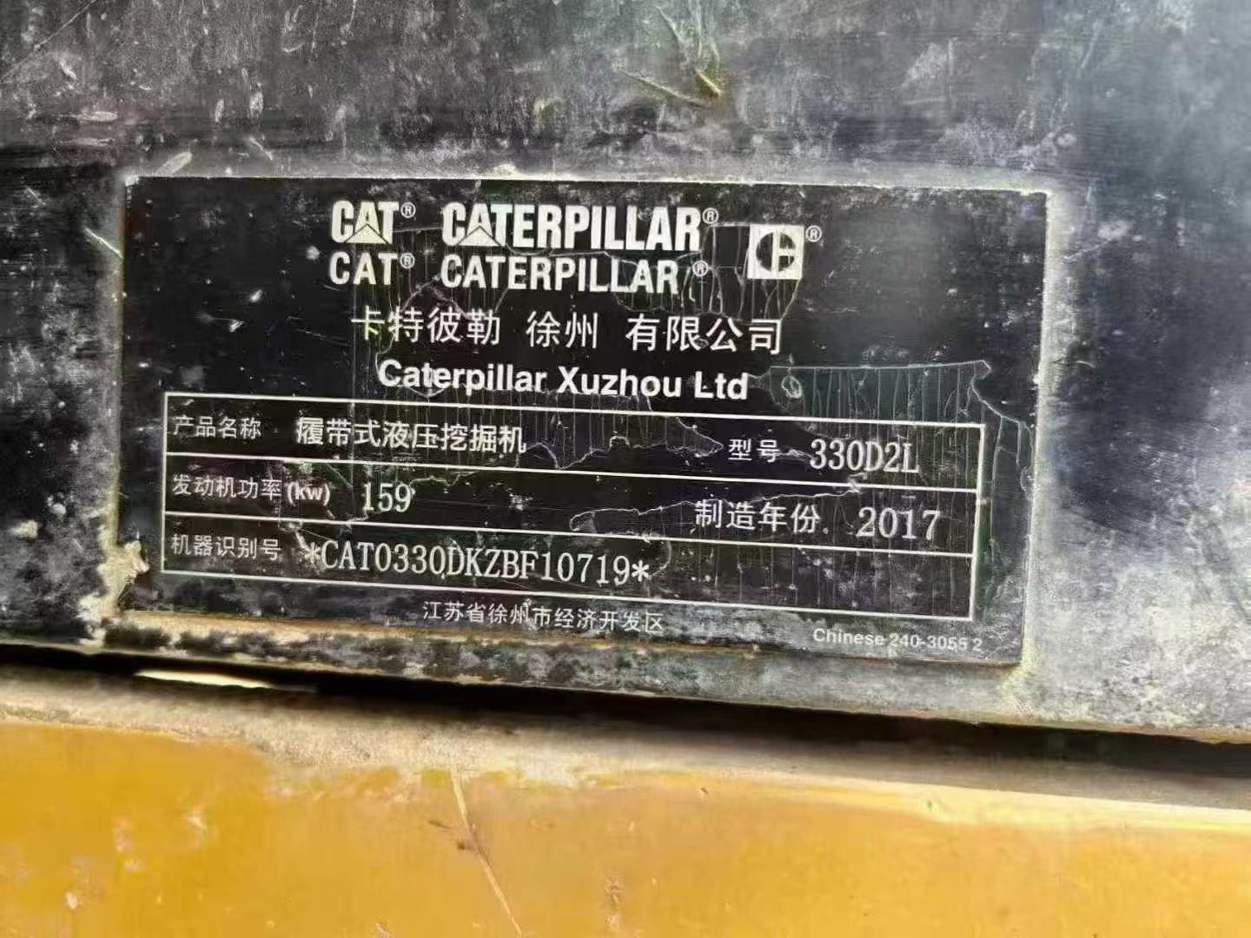 CAT® CATERPILLAR®
CAT® CATERPILLAR® ®
卡特彼勒 徐州 有限公司
Caterpillar Xuzhou Ltd
产品名称 履带式液压挖掘机 型号 330D2L
发动机功率(kw) 159 制造年份 2017
机器识别号 *CAT0330DKZBF10719*
江苏省徐州市经济开发区
Chinese 240-3055 2